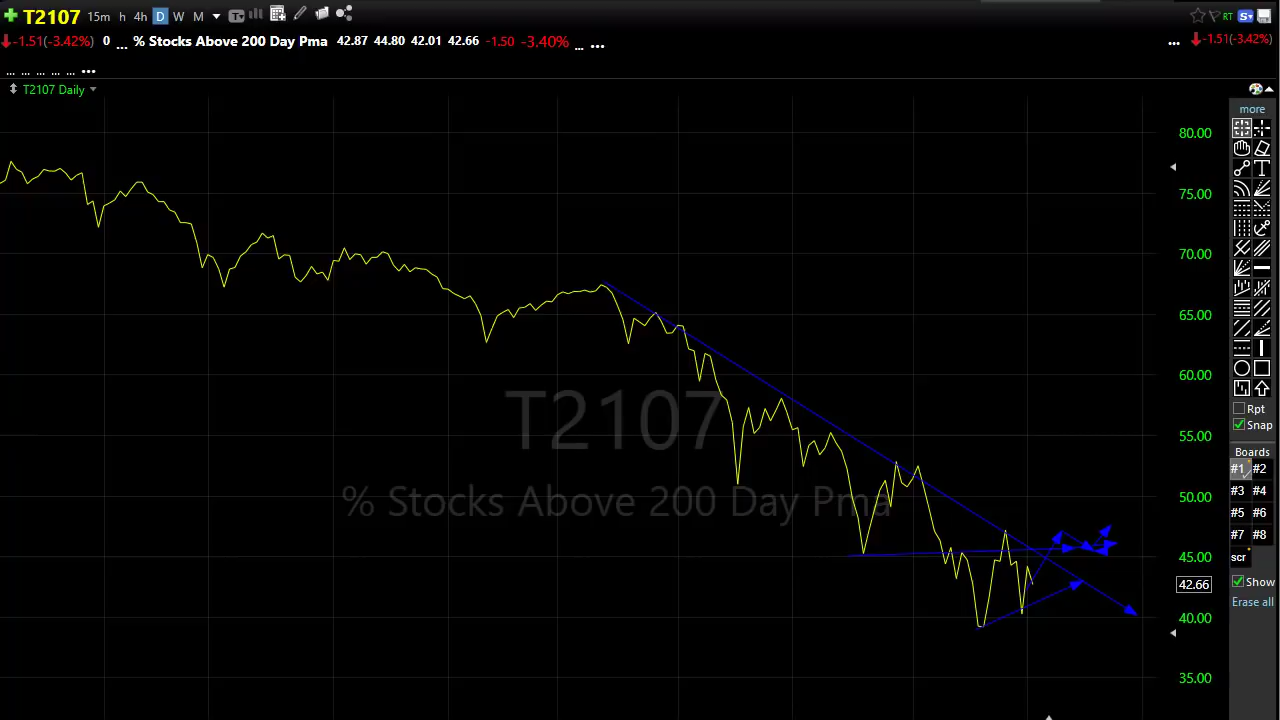 T2107 15m h 4h D W M T RT S
-1.51(-3.42%) 0 ... % Stocks Above 200 Day Pma 42.87 44.80 42.01 42.66 -1.50 -3.40% ... ... ... -1.51(-3.42%)
... ... ... ... ... ...
T2107 Daily
more
80.00
75.00
70.00
65.00
60.00
55.00
50.00
45.00
42.66
40.00
35.00
T2107
% Stocks Above 200 Day Pma
Rpt
Snap
Boards
#1 #2
#3 #4
#5 #6
#7 #8
scr
Show
Erase all